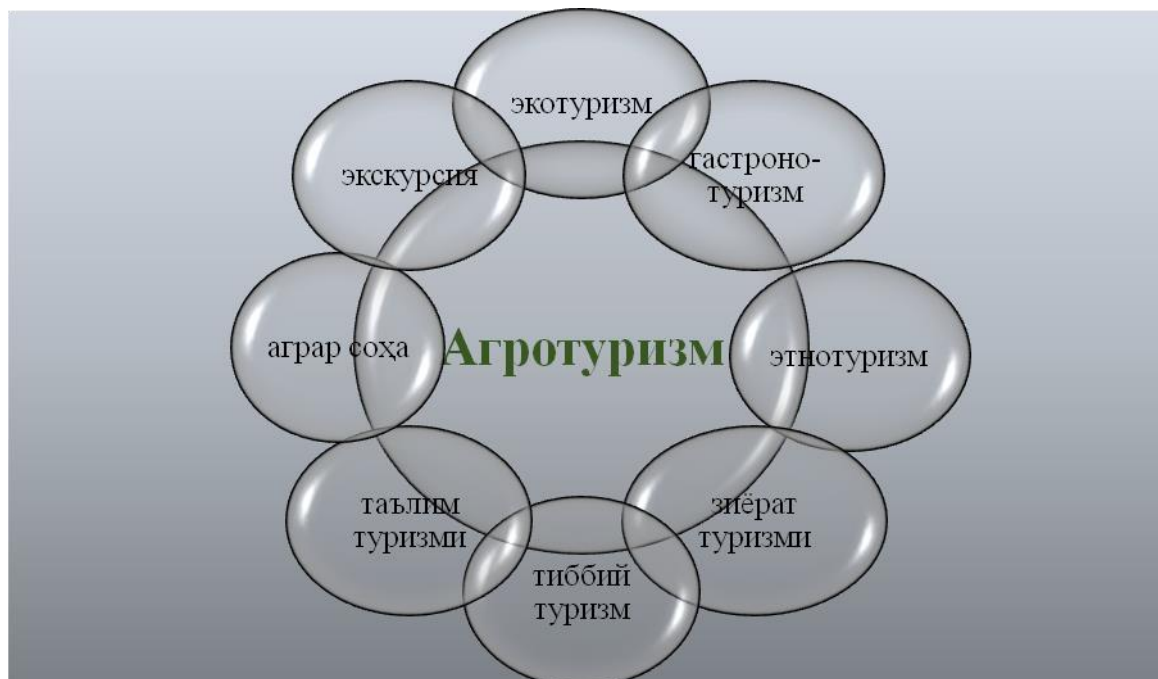 экотуризм
гастроно-
туризм
этнотуризм
зиёрат
туризми
тиббий
туризм
таълим
туризми
аграр соҳа
экскурсия
Агротуризм